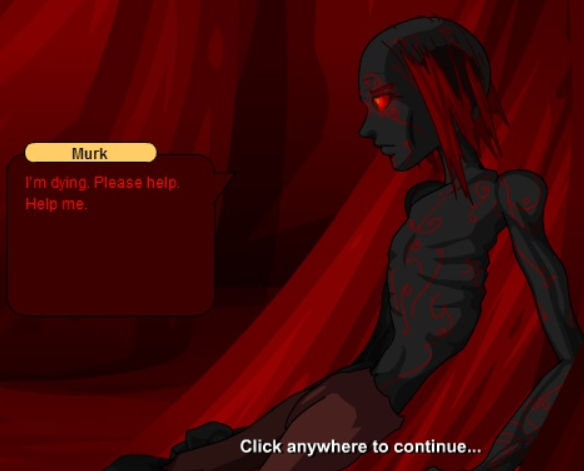 Murk
I'm dying. Please help.
Help me.
Click anywhere to continue...